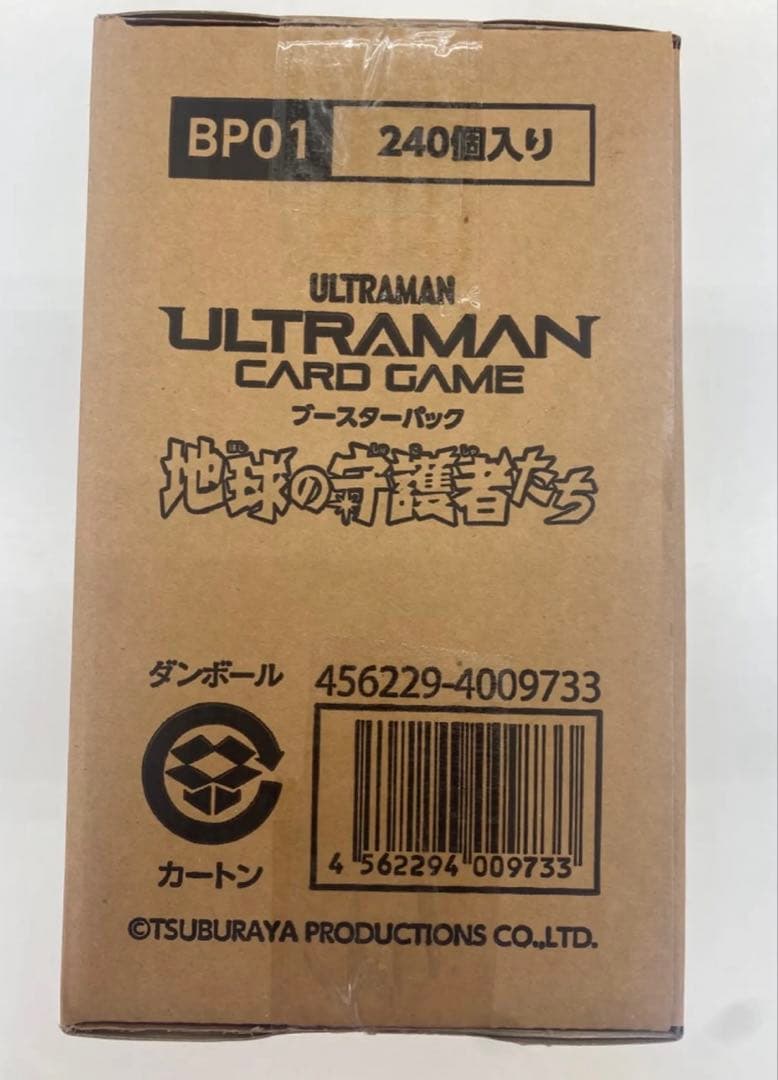 BP01 240個入り
ULTRAMAN
ULTRAMAN
CARD GAME
ブースターパック
地球の守護者たち
ダンボール
456229-4009733
4 562294 009733
カートン
©TSUBURAYA PRODUCTIONS CO.,LTD.